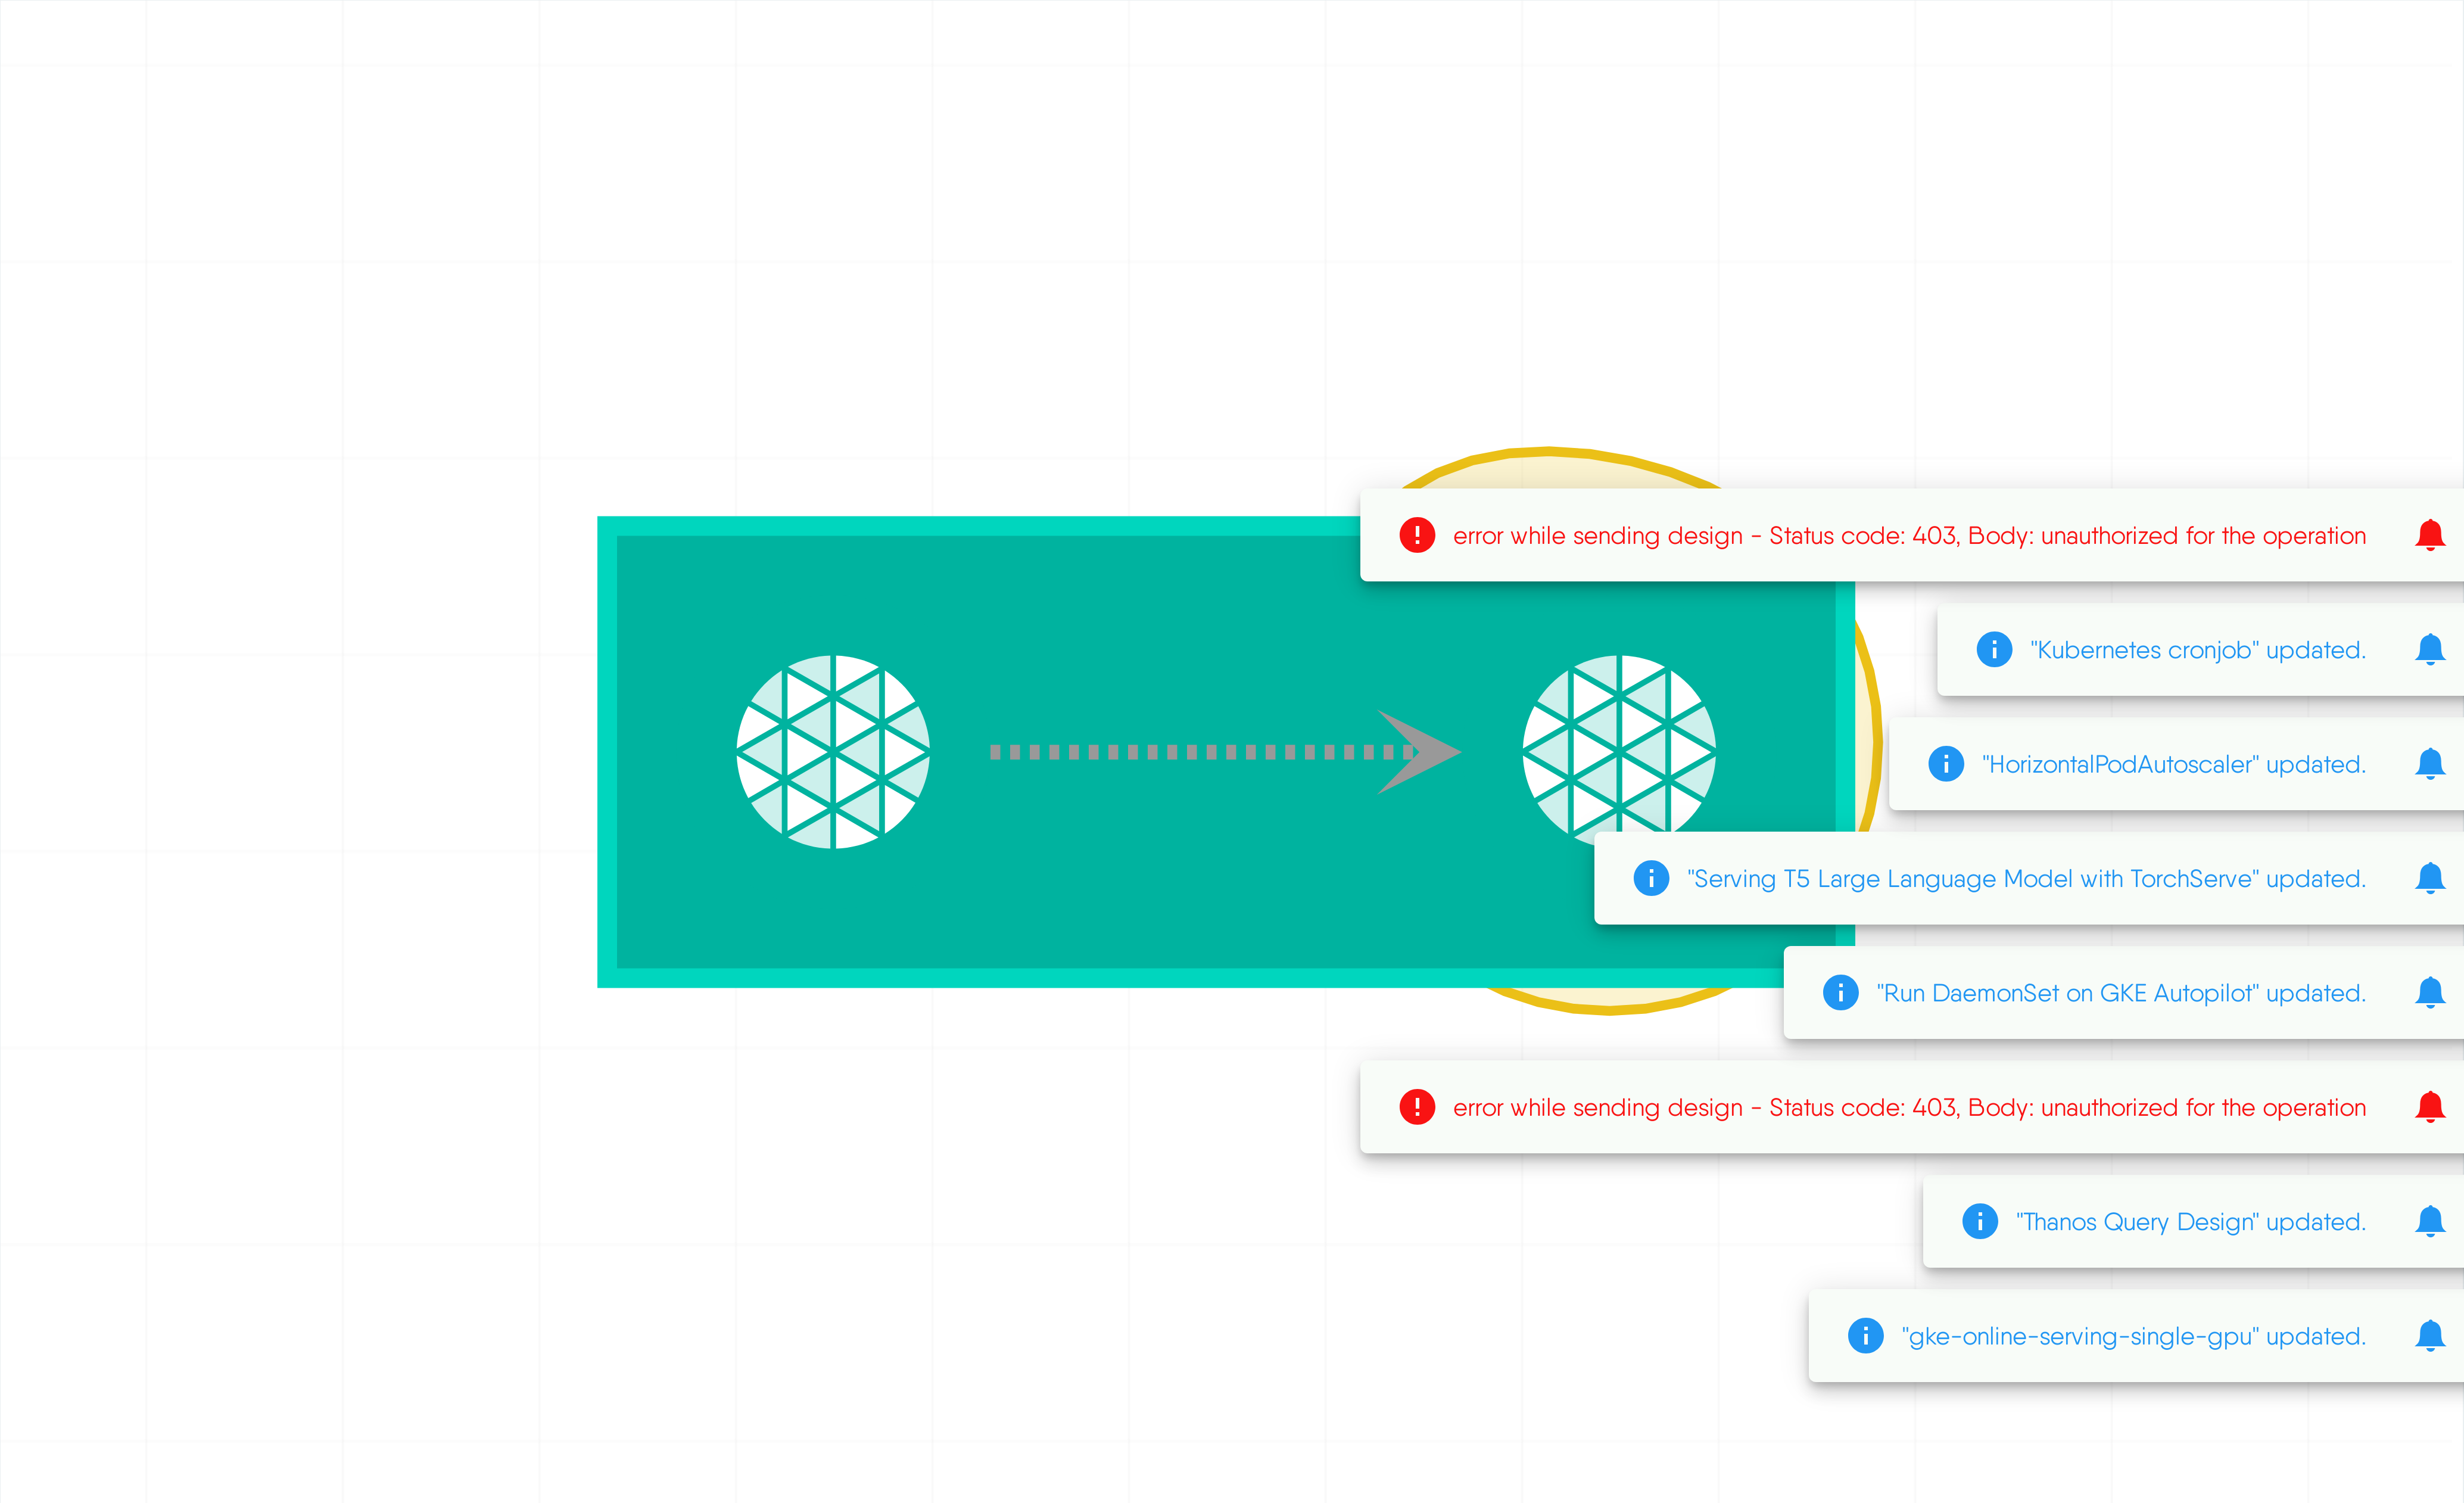 error while sending design - Status code: 403, Body: unauthorized for the operation
"Kubernetes cronjob" updated.
"HorizontalPodAutoscaler" updated.
"Serving T5 Large Language Model with TorchServe" updated.
"Run DaemonSet on GKE Autopilot" updated.
error while sending design - Status code: 403, Body: unauthorized for the operation
"Thanos Query Design" updated.
"gke-online-serving-single-gpu" updated.